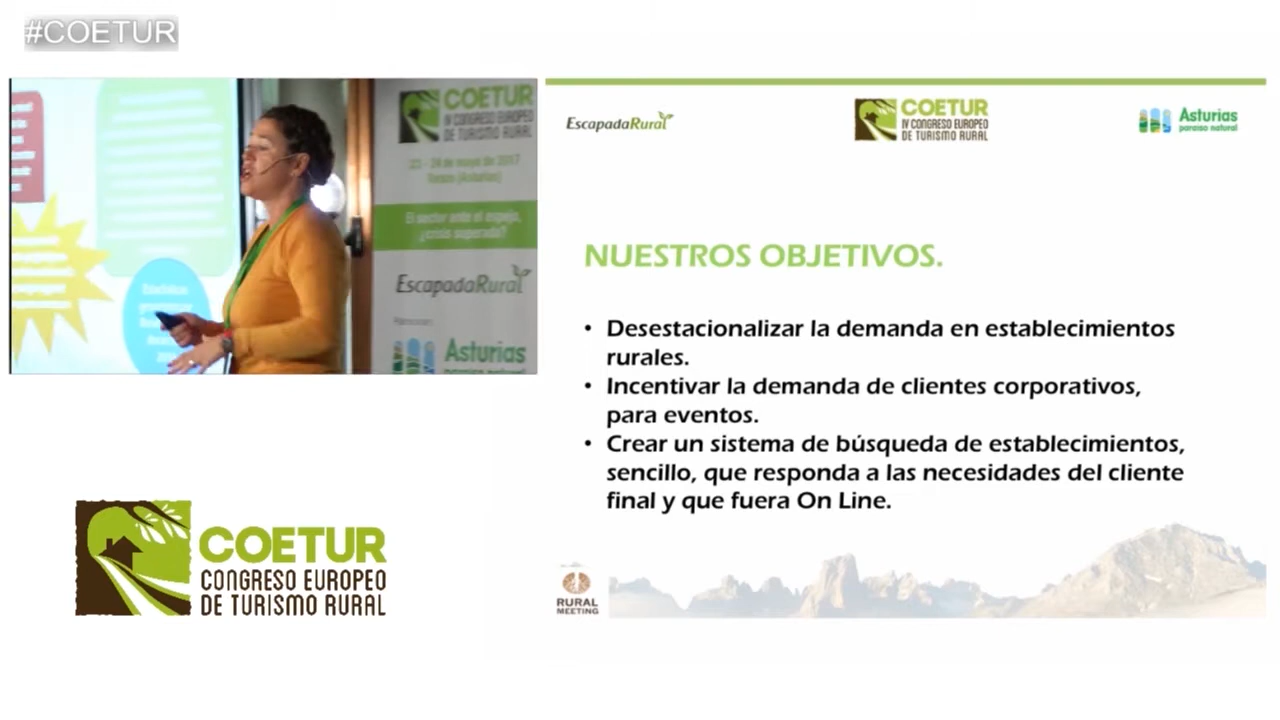 #COETUR
COETUR
IV CONGRESO EUROPEO
DE TURISMO RURAL
El sector ante el espejo,
¿crisis superada?
EscapadaRural
Asturias
paraíso natural
EscapadaRural
COETUR
IV CONGRESO EUROPEO
DE TURISMO RURAL
Asturias
paraíso natural
NUESTROS OBJETIVOS.
• Desestacionalizar la demanda en establecimientos
rurales.
• Incentivar la demanda de clientes corporativos,
para eventos.
• Crear un sistema de búsqueda de establecimientos,
sencillo, que responda a las necesidades del cliente
final y que fuera On Line.
RURAL
MEETING
COETUR
CONGRESO EUROPEO
DE TURISMO RURAL